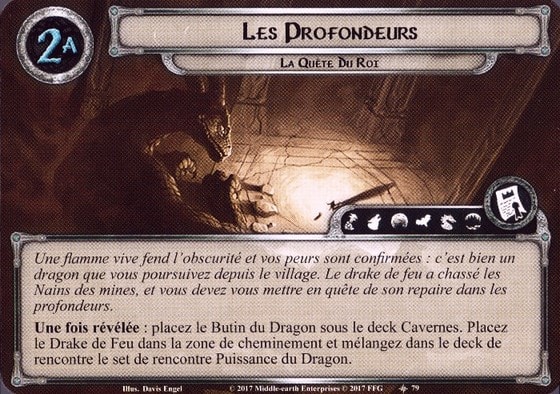 2A
Les Profondeurs
La Quête Du Roi
Une flamme vive fend l'obscurité et vos peurs sont confirmées : c'est bien un
dragon que vous poursuivez depuis le village. Le drake de feu a chassé les
Nains des mines, et vous devez vous mettre en quête de son repaire dans les
profondeurs.
Une fois révélée : placez le Butin du Dragon sous le deck Cavernes. Placez
le Drake de Feu dans la zone de cheminement et mélangez dans le deck de
rencontre le set de rencontre Puissance du Dragon.
Illus. Davis Engel © 2017 Middle-earth Enterprises © 2017 FFG 79